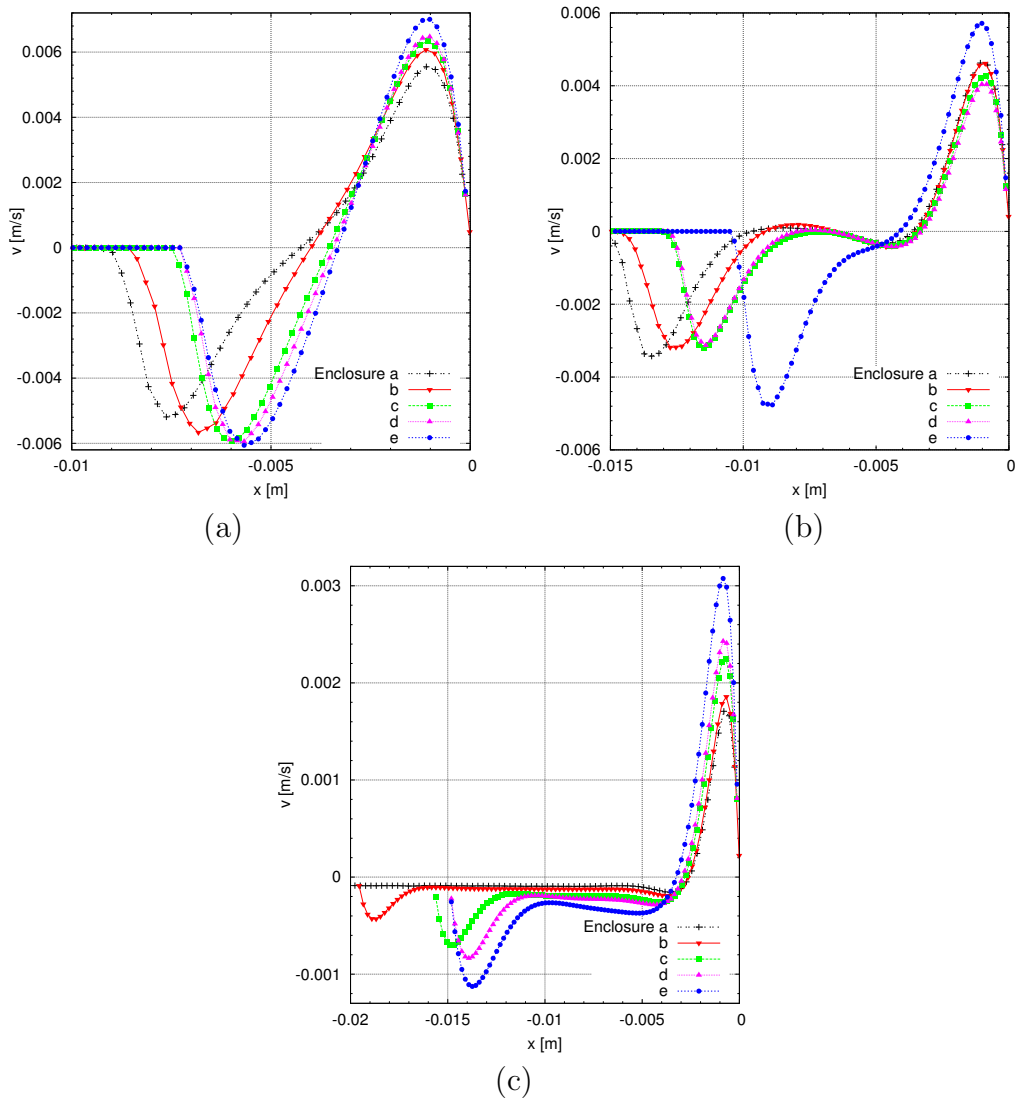 0.006
0.004
0.002
0
-0.002
-0.004
-0.006
v [m/s]
Enclosure a
b
c
d
e
-0.01
-0.005
0
x [m]
(a)
0.006
0.004
0.002
0
-0.002
-0.004
-0.006
v [m/s]
Enclosure a
b
c
d
e
-0.015
-0.01
-0.005
0
x [m]
(b)
0.003
0.002
0.001
0
-0.001
v [m/s]
Enclosure a
b
c
d
e
-0.02
-0.015
-0.01
-0.005
0
x [m]
(c)